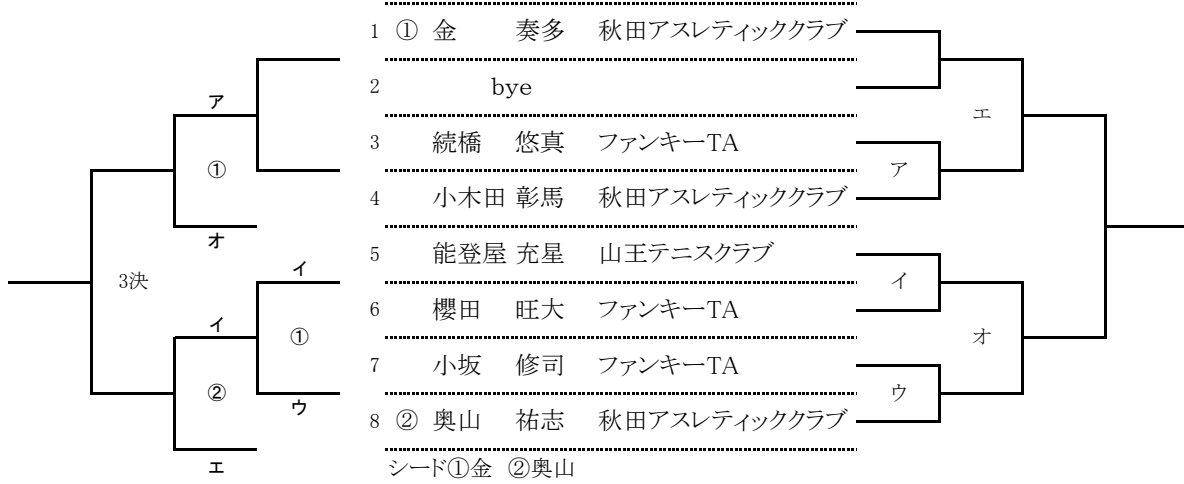 1 ① 金 奏多 秋田アスレティッククラブ
2 bye
ア
エ
3 続橋 悠真 ファンキーTA
①
ア
4 小木田 彰馬 秋田アスレティッククラブ
オ
5 能登屋 充星 山王テニスクラブ
イ
3決
イ
6 櫻田 旺大 ファンキーTA
イ
①
オ
7 小坂 修司 ファンキーTA
②
ウ
ウ
8 ② 奥山 祐志 秋田アスレティッククラブ
エ
シード①金 ②奥山